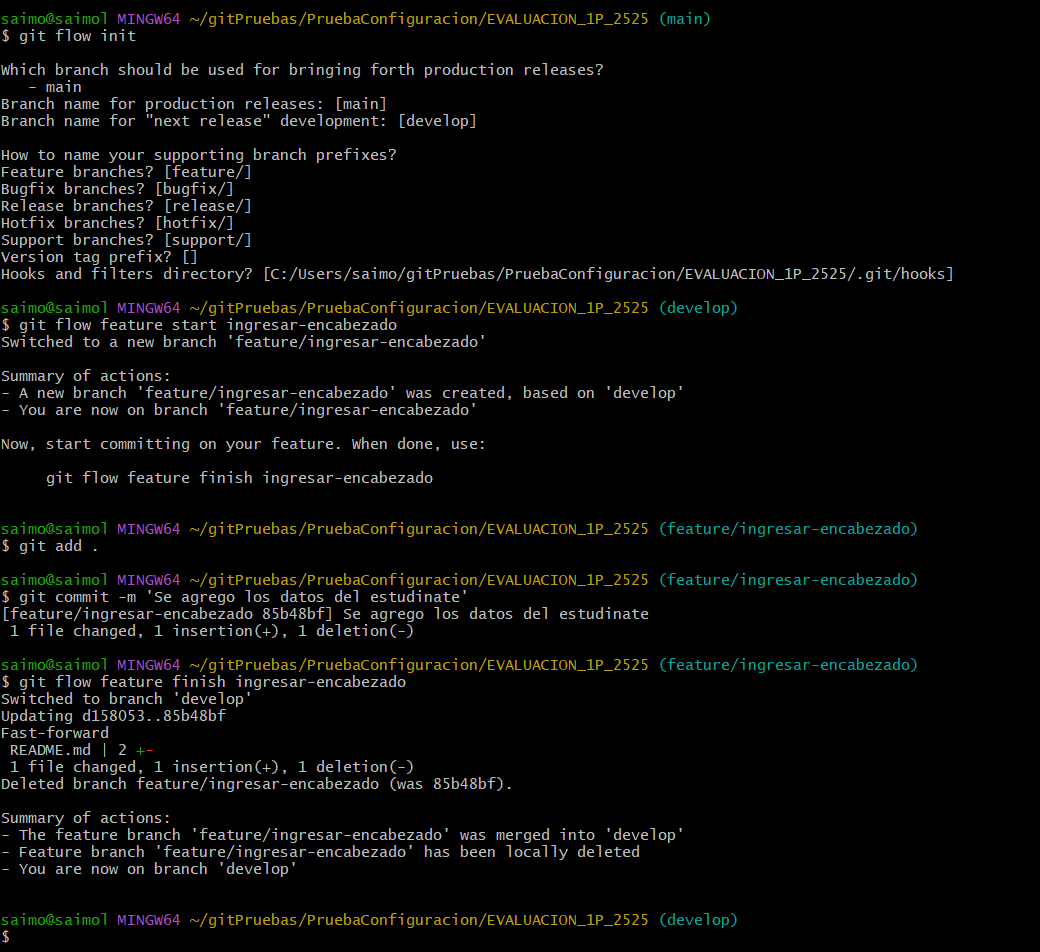 saimo@saimol MINGW64 ~/gitPruebas/PruebaConfiguracion/EVALUACION_1P_2525 (main)
$ git flow init
Which branch should be used for bringing forth production releases?
   - main
Branch name for production releases: [main]
Branch name for "next release" development: [develop]
How to name your supporting branch prefixes?
Feature branches? [feature/]
Bugfix branches? [bugfix/]
Release branches? [release/]
Hotfix branches? [hotfix/]
Support branches? [support/]
Version tag prefix? []
Hooks and filters directory? [C:/Users/saimo/gitPruebas/PruebaConfiguracion/EVALUACION_1P_2525/.git/hooks]
saimo@saimol MINGW64 ~/gitPruebas/PruebaConfiguracion/EVALUACION_1P_2525 (develop)
$ git flow feature start ingresar-encabezado
Switched to a new branch 'feature/ingresar-encabezado'
Summary of actions:
- A new branch 'feature/ingresar-encabezado' was created, based on 'develop'
- You are now on branch 'feature/ingresar-encabezado'
Now, start committing on your feature. When done, use:
     git flow feature finish ingresar-encabezado
saimo@saimol MINGW64 ~/gitPruebas/PruebaConfiguracion/EVALUACION_1P_2525 (feature/ingresar-encabezado)
$ git add .
saimo@saimol MINGW64 ~/gitPruebas/PruebaConfiguracion/EVALUACION_1P_2525 (feature/ingresar-encabezado)
$ git commit -m 'Se agrego los datos del estudinate'
[feature/ingresar-encabezado 85b48bf] Se agrego los datos del estudinate
 1 file changed, 1 insertion(+), 1 deletion(-)
saimo@saimol MINGW64 ~/gitPruebas/PruebaConfiguracion/EVALUACION_1P_2525 (feature/ingresar-encabezado)
$ git flow feature finish ingresar-encabezado
Switched to branch 'develop'
Updating d158053..85b48bf
Fast-forward
 README.md | 2 +-
 1 file changed, 1 insertion(+), 1 deletion(-)
Deleted branch feature/ingresar-encabezado (was 85b48bf).
Summary of actions:
- The feature branch 'feature/ingresar-encabezado' was merged into 'develop'
- Feature branch 'feature/ingresar-encabezado' has been locally deleted
- You are now on branch 'develop'
saimo@saimol MINGW64 ~/gitPruebas/PruebaConfiguracion/EVALUACION_1P_2525 (develop)
$